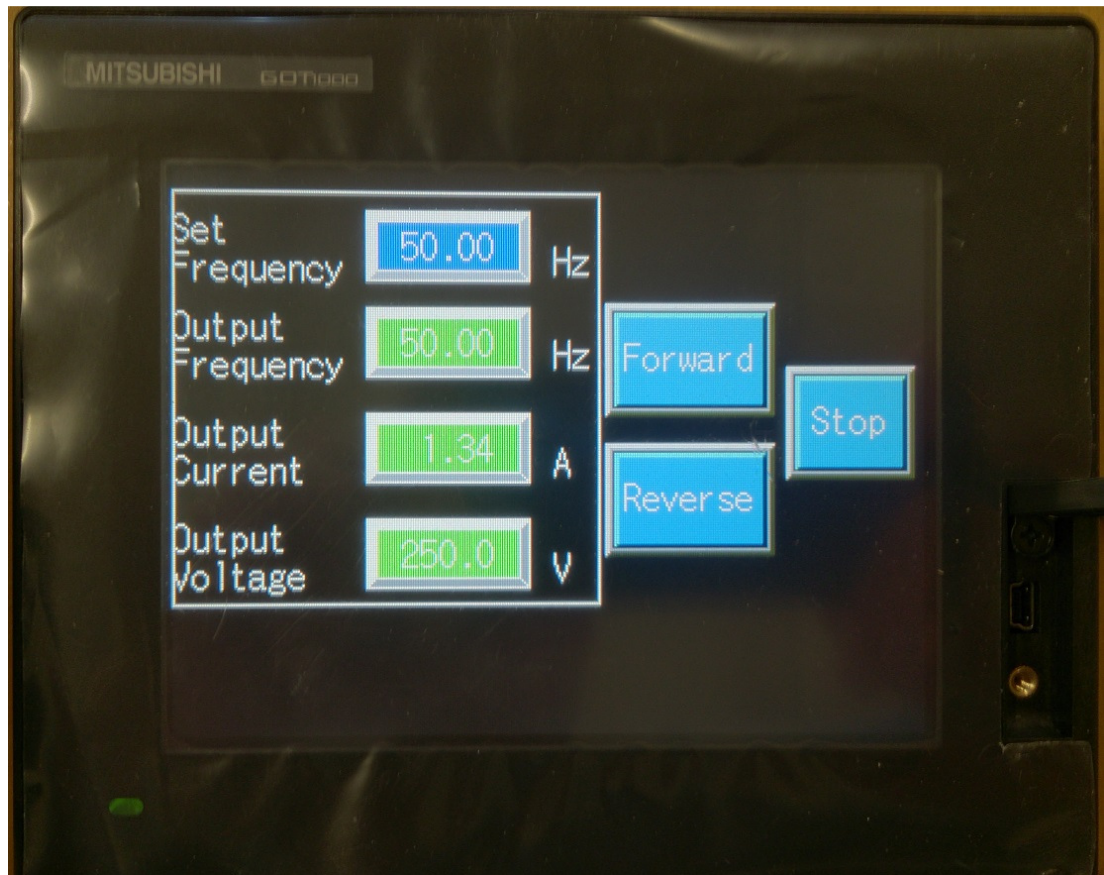 MITSUBISHI GOT1000
Set
Frequency 50.00 Hz
Output
Frequency 50.00 Hz
Output
Current 1.34 A
Output
Voltage 250.0 V
Forward
Reverse
Stop